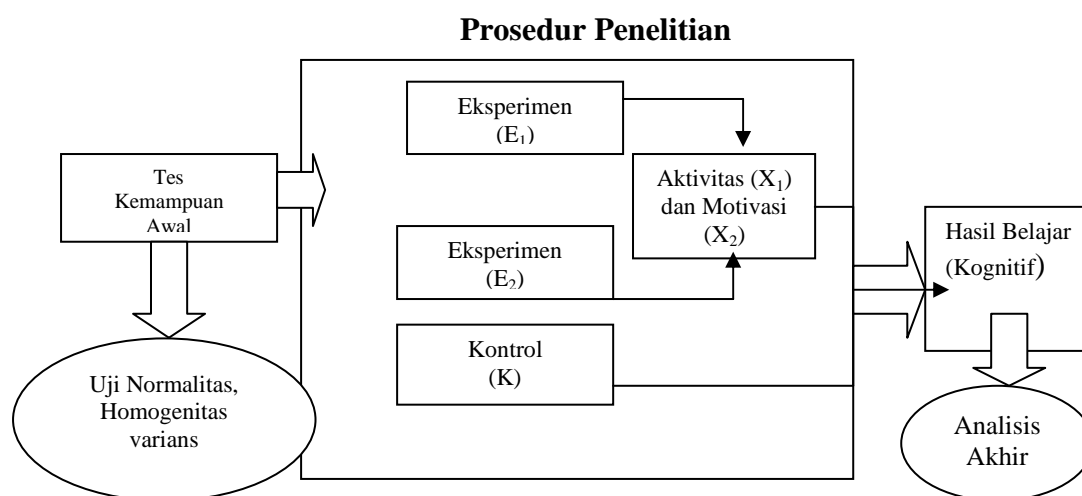 Prosedur Penelitian
Tes
Kemampuan
Awal
Uji Normalitas,
Homogenitas
varians
Eksperimen
(E₁)
Eksperimen
(E₂)
Kontrol
(K)
Aktivitas (X₁)
dan Motivasi
(X₂)
Hasil Belajar
(Kognitif)
Analisis
Akhir